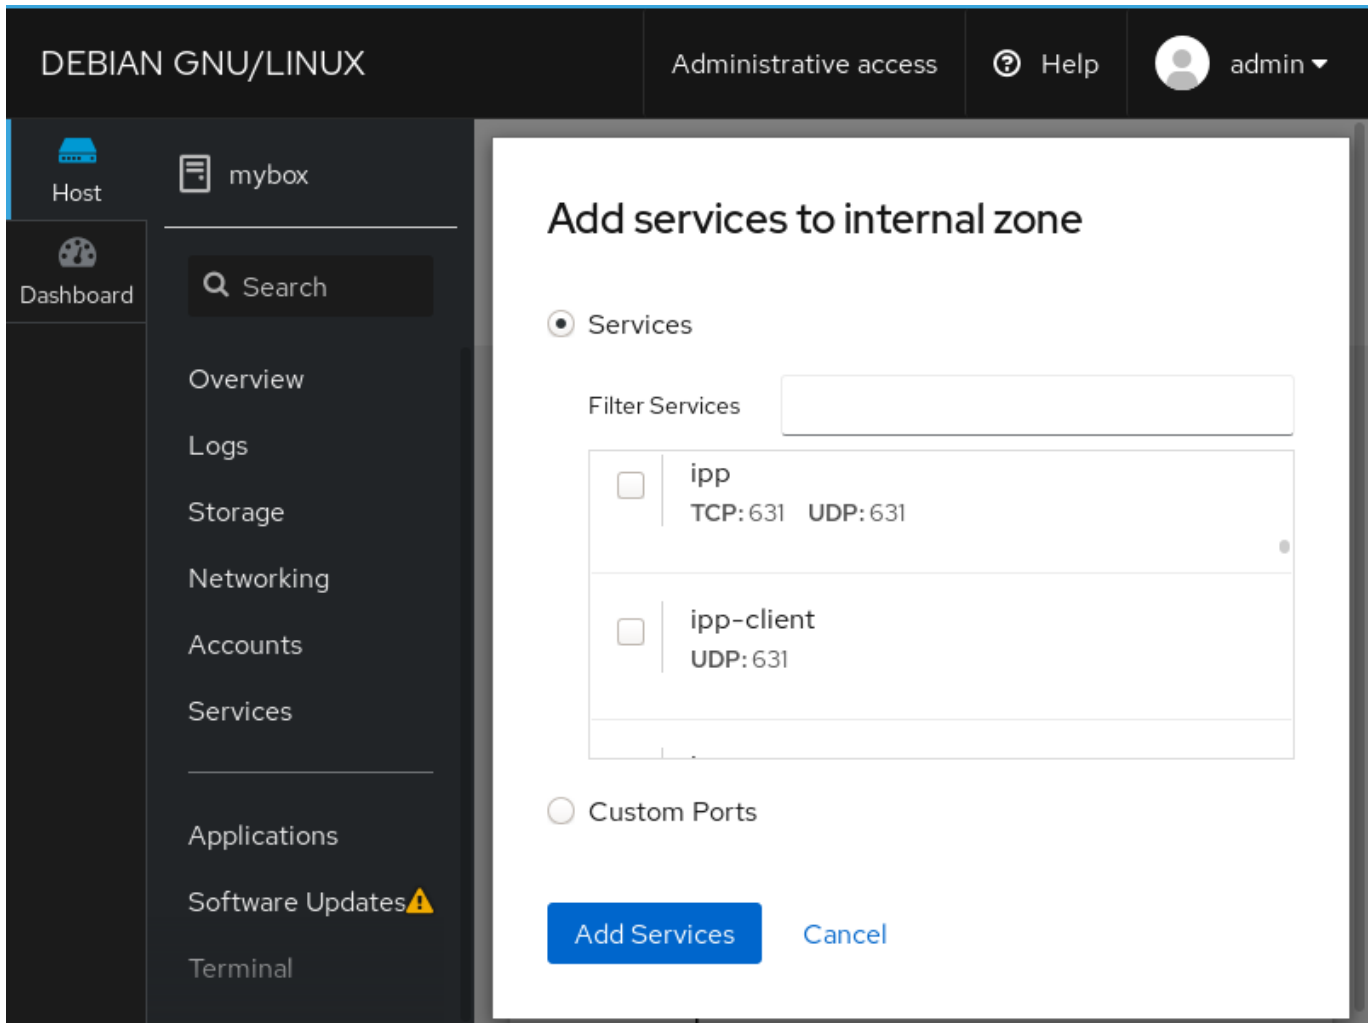 DEBIAN GNU/LINUX
Administrative access
Help
admin
Host
Dashboard
mybox
Search
Overview
Logs
Storage
Networking
Accounts
Services
Applications
Software Updates
Terminal
Add services to internal zone
Services
Filter Services
ipp
TCP: 631 UDP: 631
ipp-client
UDP: 631
Custom Ports
Add Services
Cancel